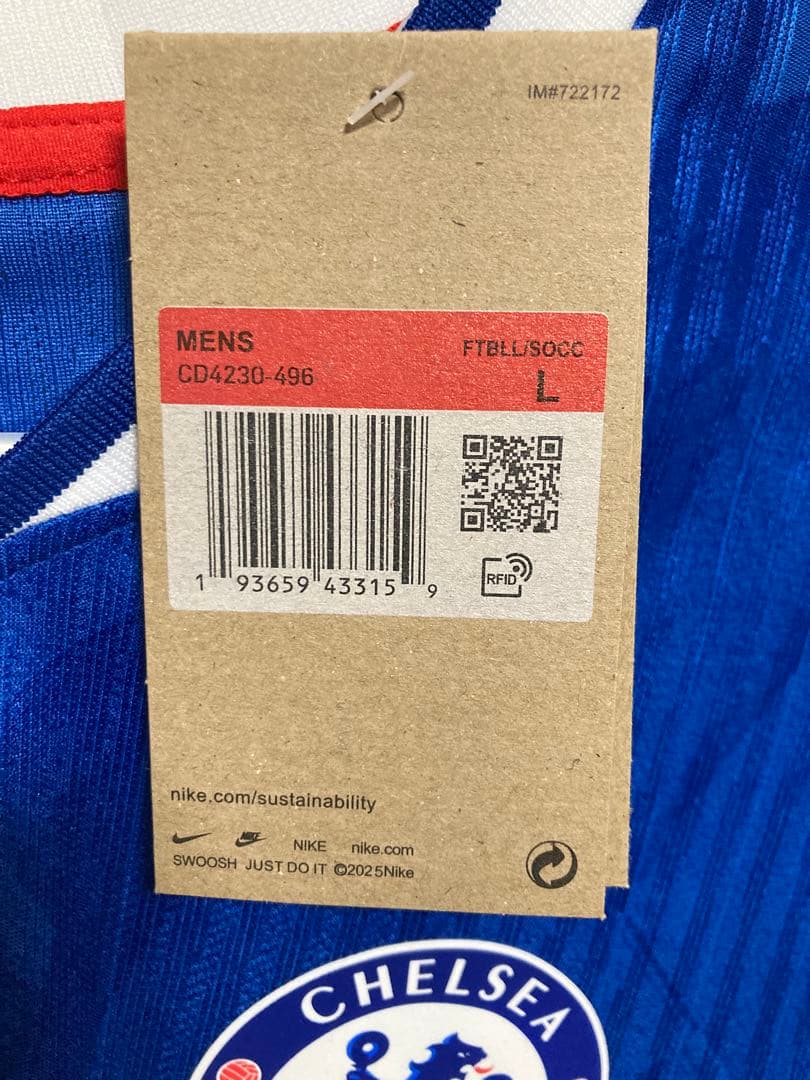 IM#722172
MENS
FTBLL/SOCC
CD4230-496
L
1 93659 43315 9
RFID
nike.com/sustainability
NIKE nike.com
SWOOSH JUST DO IT ©2025Nike
CHELSEA